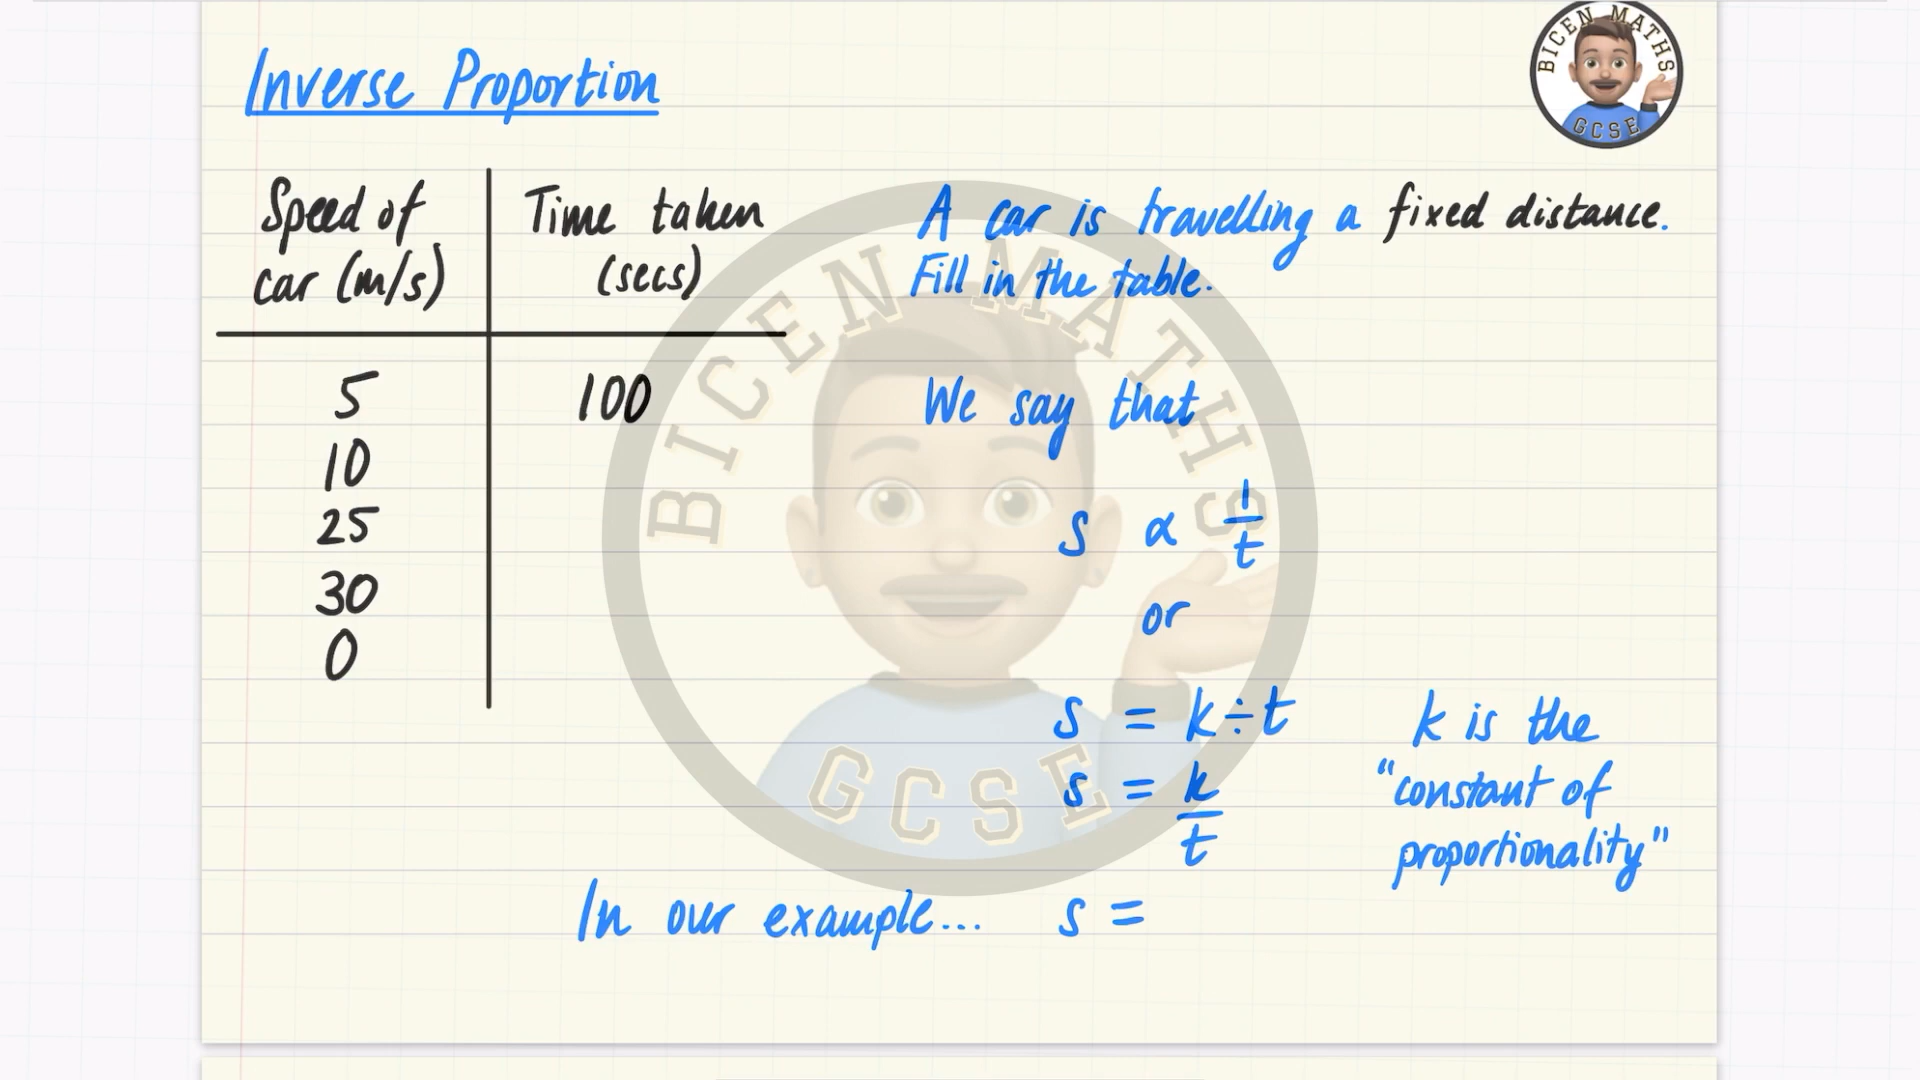 Inverse Proportion
BICEN MATHS
GCSE
Speed of car (m/s)
Time taken (secs)
5 100
10
25
30
0
A car is travelling a fixed distance.
Fill in the table.
We say that
s ∝ 1/t
or
s = k÷t
s = k/t
k is the
"constant of
proportionality"
In our example... s =
BICEN MATHS
GCSE